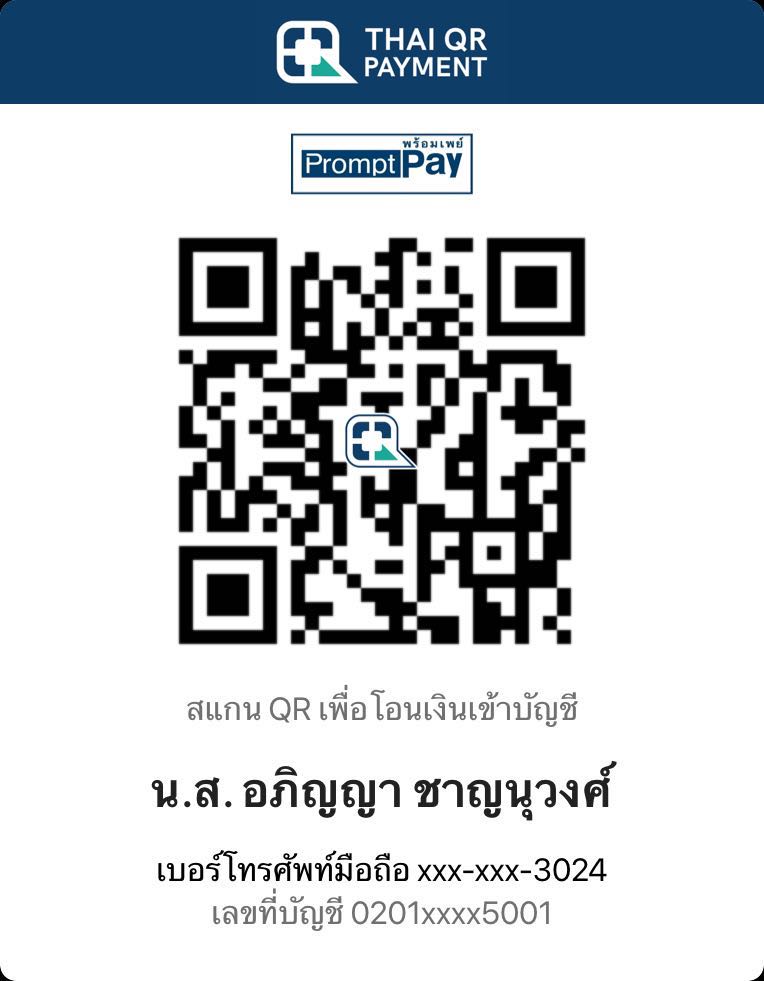 THAI QR
PAYMENT
พร้อมเพย์
PromptPay
สแกน QR เพื่อโอนเงินเข้าบัญชี
น.ส. อภิญญา ชาญนุวงศ์
เบอร์โทรศัพท์มือถือ xxx-xxx-3024
เลขที่บัญชี 0201xxxx5001